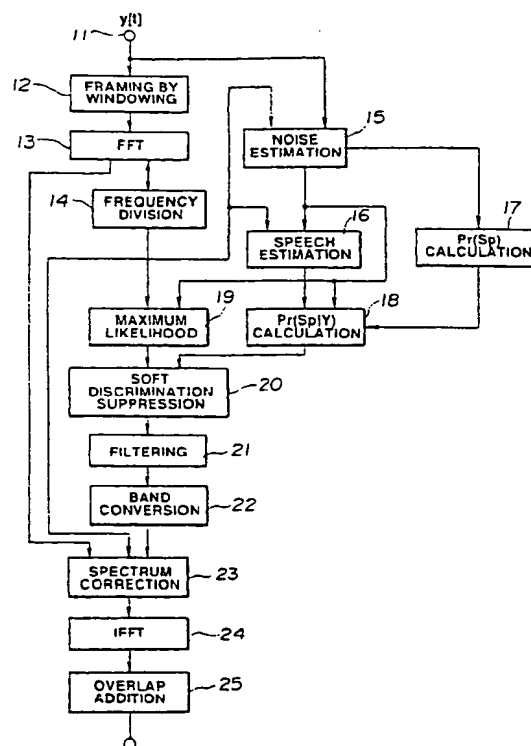 y[t]
11
12
FRAMING BY
WINDOWING
13
FFT
15
NOISE
ESTIMATION
14
FREQUENCY
DIVISION
16
SPEECH
ESTIMATION
17
Pr(Sp)
CALCULATION
MAXIMUM
LIKELIHOOD
19
Pr(Sp|Y)
CALCULATION
18
SOFT
DISCRIMINATION
SUPPRESSION
20
FILTERING
21
BAND
CONVERSION
22
SPECTRUM
CORRECTION
23
IFFT
24
OVERLAP
ADDITION
25